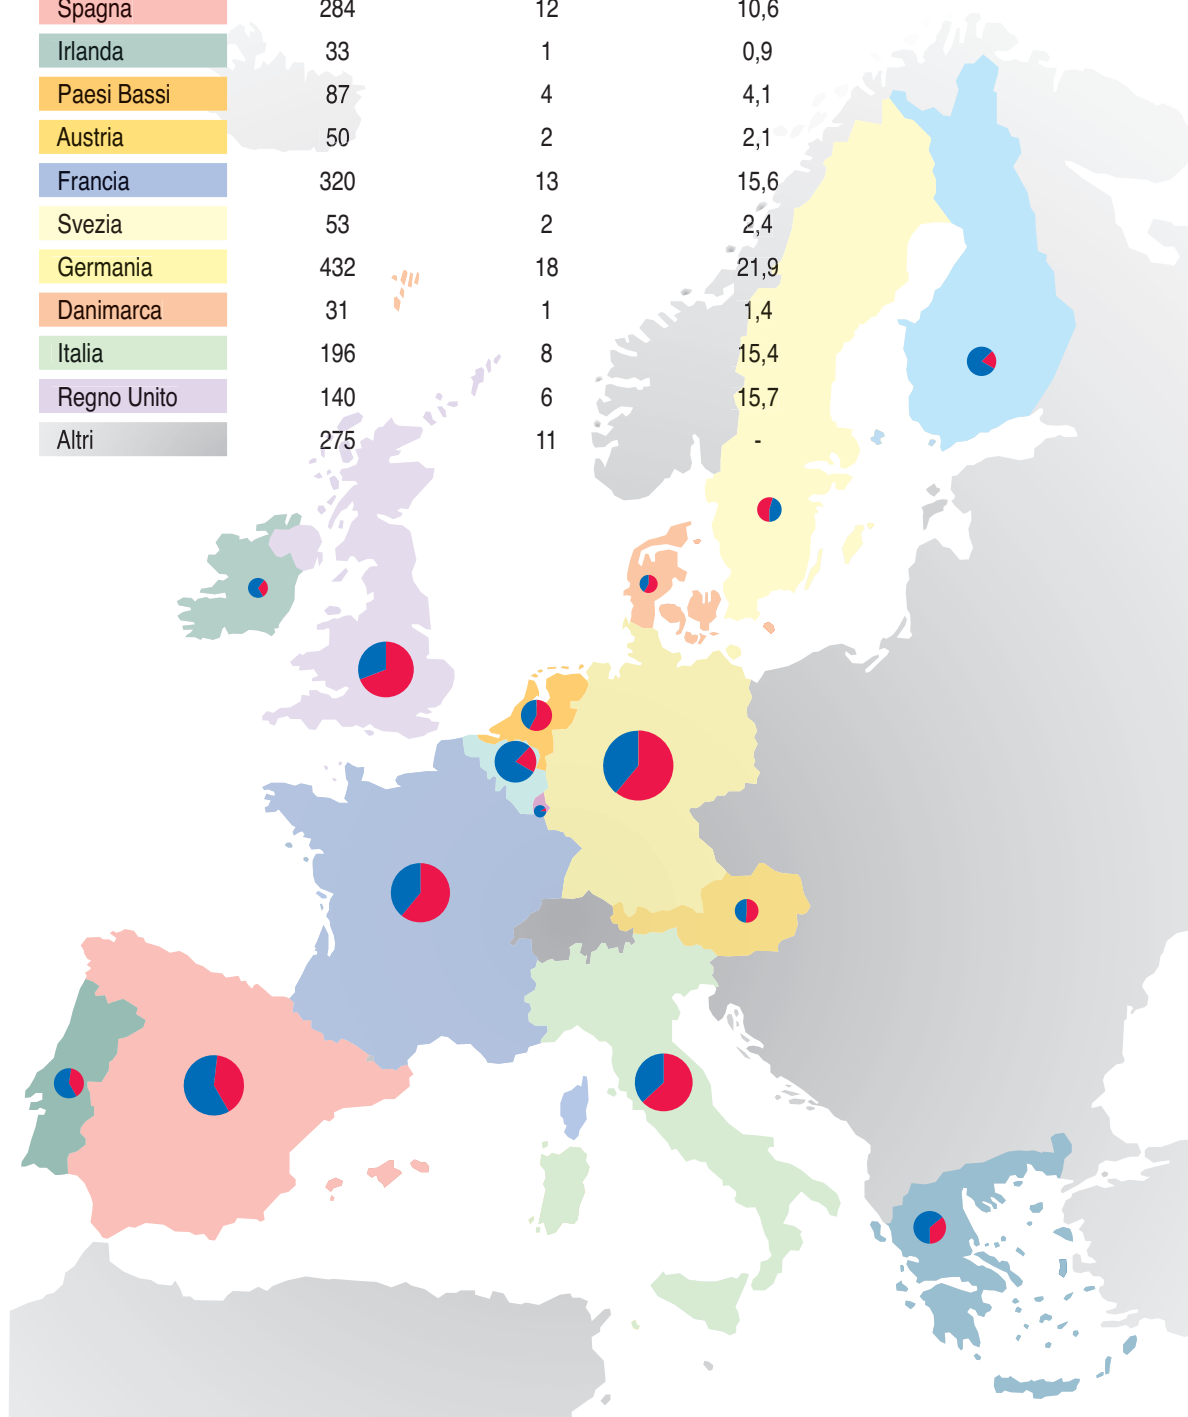 Spagna 284 12 10,6
Irlanda 33 1 0,9
Paesi Bassi 87 4 4,1
Austria 50 2 2,1
Francia 320 13 15,6
Svezia 53 2 2,4
Germania 432 18 21,9
Danimarca 31 1 1,4
Italia 196 8 15,4
Regno Unito 140 6 15,7
Altri 275 11 -